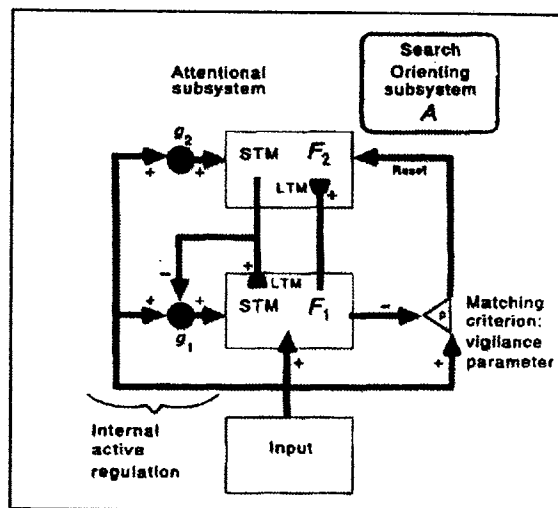 Search
Orienting
subsystem
A
Attentional
subsystem
g2
+
+
STM F2
LTM
+
Reset
−
+
LTM
STM F1
+
+
g1
−
ρ
Matching
criterion:
vigilance
parameter
+
+
Internal
active
regulation
Input